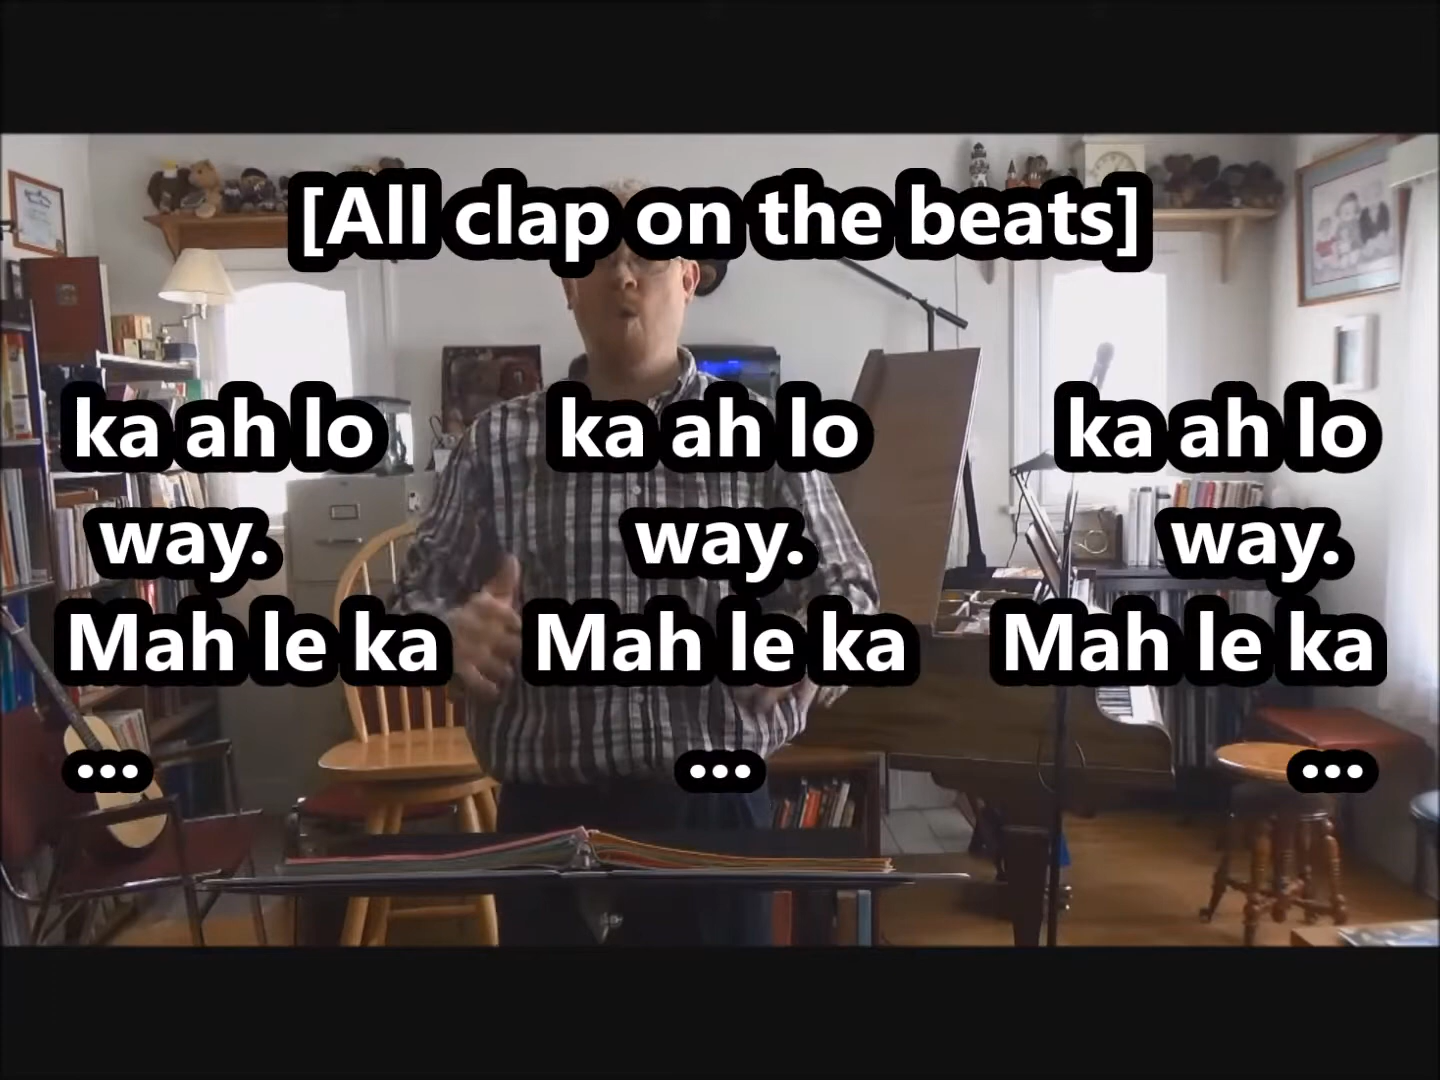 [All clap on the beats]
ka ah lo ka ah lo ka ah lo
way. way. way.
Mah le ka Mah le ka Mah le ka
... ... ...